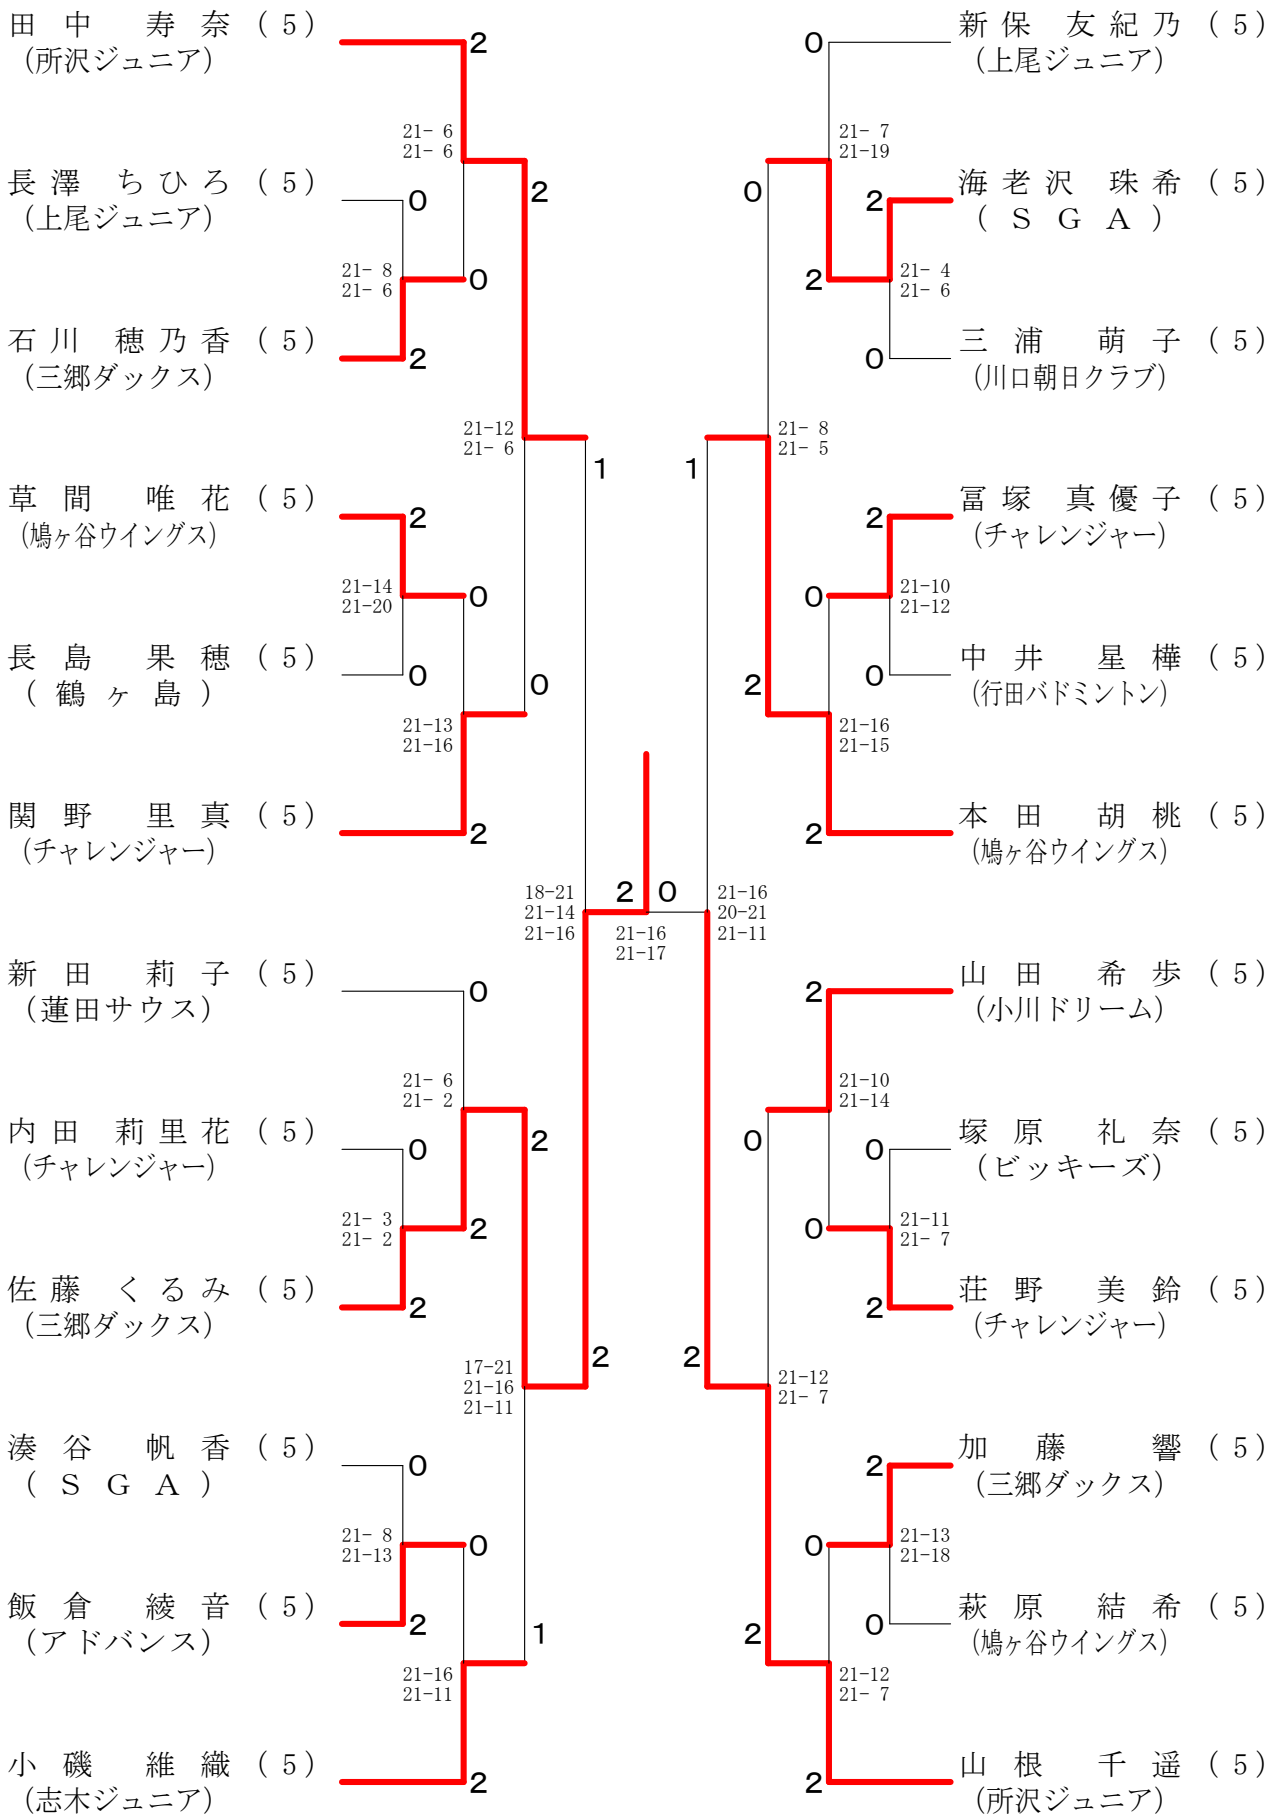 田中 寿奈 (5)
(所沢ジュニア)
2
21- 6
21- 6
長澤 ちひろ (5)
(上尾ジュニア)
0
2
21- 8
21- 6
0
石川 穂乃香 (5)
(三郷ダックス)
2
21-12
21- 6
1
草間 唯花 (5)
(鳩ヶ谷ウイングス)
2
21-14
21-20
0
長島 果穂 (5)
(鶴ヶ島)
0
0
21-13
21-16
関野 里真 (5)
(チャレンジャー)
2
18-21
21-14
21-16
2
0
21-16
21-17
新田 莉子 (5)
(蓮田サウス)
0
21- 6
21- 2
内田 莉里花 (5)
(チャレンジャー)
0
2
21- 3
21- 2
2
佐藤 くるみ (5)
(三郷ダックス)
2
17-21
21-16
21-11
2
湊谷 帆香 (5)
(SGA)
0
21- 8
21-13
0
飯倉 綾音 (5)
(アドバンス)
2
1
21-16
21-11
小磯 維織 (5)
(志木ジュニア)
2
新保 友紀乃 (5)
(上尾ジュニア)
0
21- 7
21-19
海老沢 珠希 (5)
(SGA)
2
0
21- 4
21- 6
2
三浦 萌子 (5)
(川口朝日クラブ)
0
21- 8
21- 5
1
冨塚 真優子 (5)
(チャレンジャー)
2
21-10
21-12
0
中井 星樺 (5)
(行田バドミントン)
0
2
21-16
21-15
本田 胡桃 (5)
(鳩ヶ谷ウイングス)
2
21-16
20-21
21-11
山田 希歩 (5)
(小川ドリーム)
2
21-10
21-14
塚原 礼奈 (5)
(ビッキーズ)
0
0
21-11
21- 7
0
荘野 美鈴 (5)
(チャレンジャー)
2
21-12
21- 7
2
加藤 響 (5)
(三郷ダックス)
2
21-13
21-18
0
萩原 結希 (5)
(鳩ヶ谷ウイングス)
0
2
21-12
21- 7
山根 千遥 (5)
(所沢ジュニア)
2